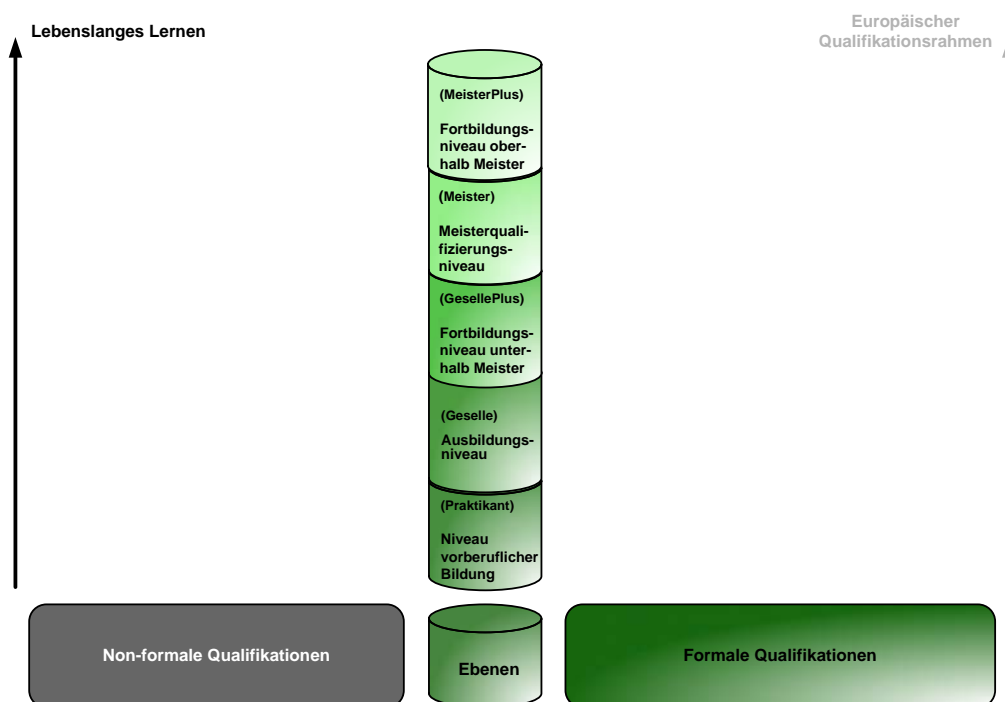 Lebenslanges Lernen
Europäischer
Qualifikationsrahmen
(MeisterPlus)
Fortbildungs-
niveau ober-
halb Meister
(Meister)
Meisterquali-
fizierungs-
niveau
(GesellePlus)
Fortbildungs-
niveau unter-
halb Meister
(Geselle)
Ausbildungs-
niveau
(Praktikant)
Niveau
vorberuflicher
Bildung
Non-formale Qualifikationen
Ebenen
Formale Qualifikationen